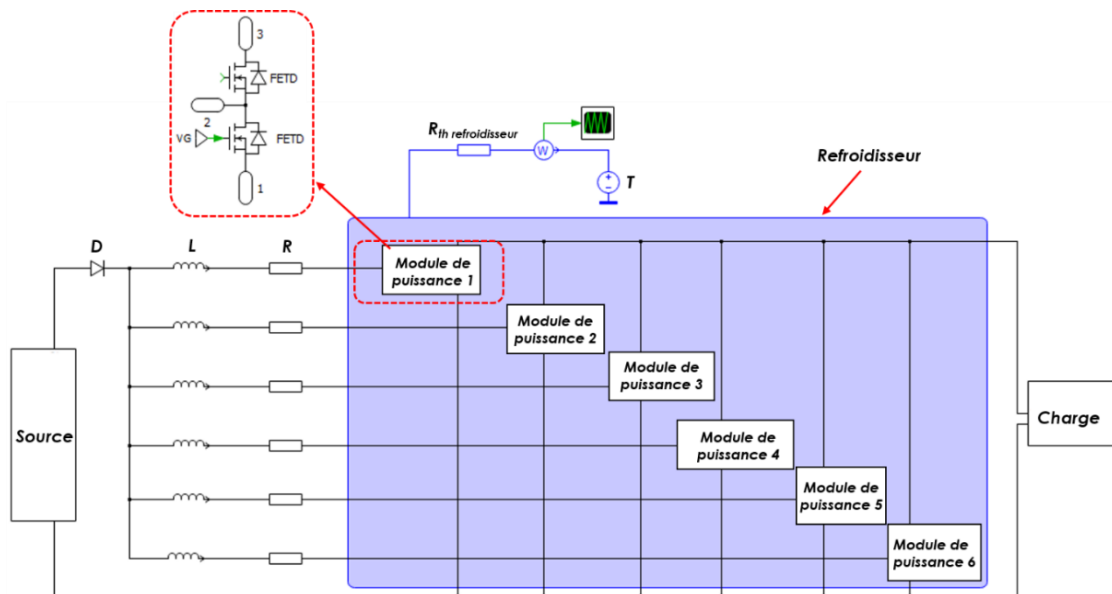 3
FETD
2
VG
FETD
1
R th refroidisseur
W
T
Refroidisseur
D
L
R
Module de
puissance 1
Module de
puissance 2
Module de
puissance 3
Module de
puissance 4
Module de
puissance 5
Module de
puissance 6
Source
Charge